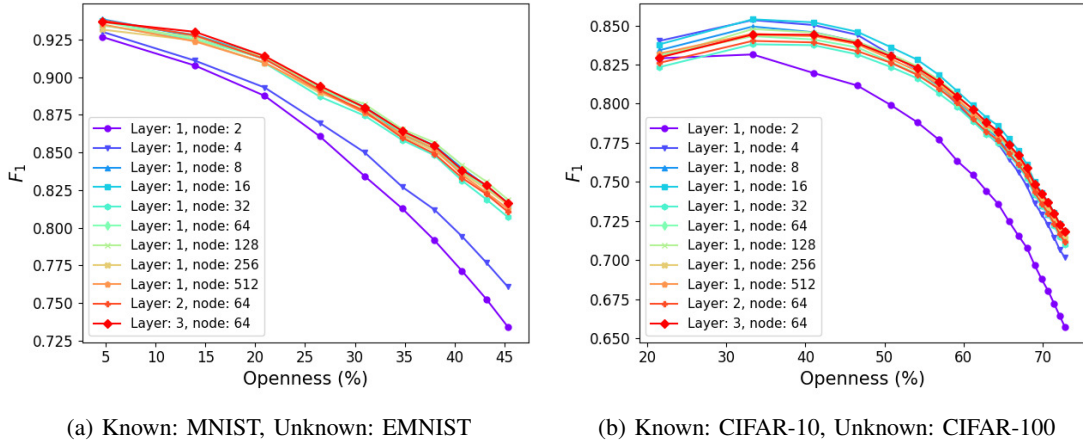 0.925
0.900
0.875
0.850
0.825
0.800
0.775
0.750
0.725
F1
Layer: 1, node: 2
Layer: 1, node: 4
Layer: 1, node: 8
Layer: 1, node: 16
Layer: 1, node: 32
Layer: 1, node: 64
Layer: 1, node: 128
Layer: 1, node: 256
Layer: 1, node: 512
Layer: 2, node: 64
Layer: 3, node: 64
5 10 15 20 25 30 35 40 45
Openness (%)
(a) Known: MNIST, Unknown: EMNIST
0.875
0.850
0.825
0.800
0.775
0.750
0.725
0.700
0.675
0.650
F1
Layer: 1, node: 2
Layer: 1, node: 4
Layer: 1, node: 8
Layer: 1, node: 16
Layer: 1, node: 32
Layer: 1, node: 64
Layer: 1, node: 128
Layer: 1, node: 256
Layer: 1, node: 512
Layer: 2, node: 64
Layer: 3, node: 64
20 30 40 50 60 70
Openness (%)
(b) Known: CIFAR-10, Unknown: CIFAR-100